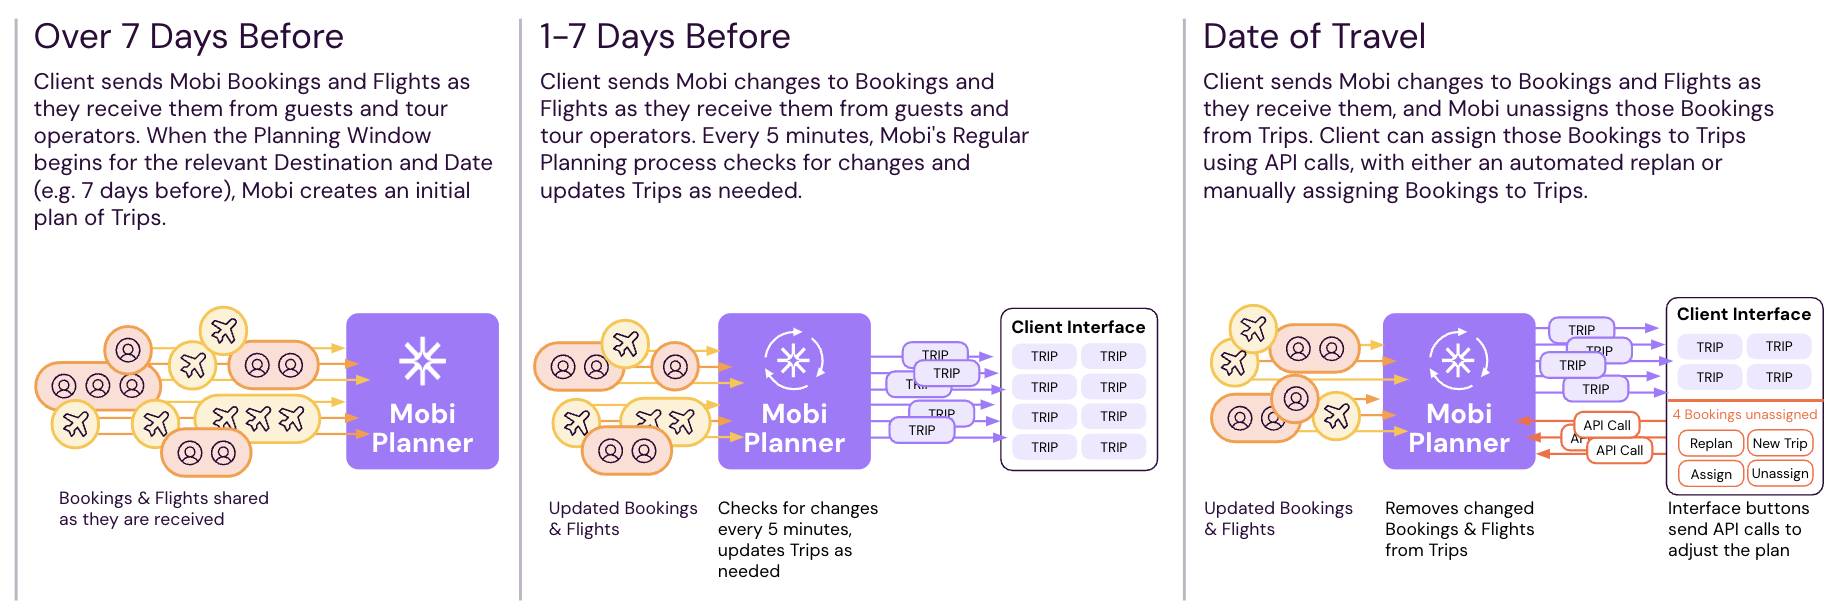 Over 7 Days Before
Client sends Mobi Bookings and Flights as
they receive them from guests and tour
operators. When the Planning Window
begins for the relevant Destination and Date
(e.g. 7 days before), Mobi creates an initial
plan of Trips.
Mobi
Planner
Bookings & Flights shared
as they are received
1-7 Days Before
Client sends Mobi changes to Bookings and
Flights as they receive them from guests and
tour operators. Every 5 minutes, Mobi's Regular
Planning process checks for changes and
updates Trips as needed.
Mobi
Planner
TRIP
TRIP
TRIP
TRIP
Client Interface
TRIP TRIP
TRIP TRIP
TRIP TRIP
TRIP TRIP
Updated Bookings
& Flights
Checks for changes
every 5 minutes,
updates Trips as
needed
Date of Travel
Client sends Mobi changes to Bookings and Flights as
they receive them, and Mobi unassigns those Bookings
from Trips. Client can assign those Bookings to Trips
using API calls, with either an automated replan or
manually assigning Bookings to Trips.
Mobi
Planner
TRIP
TRIP
TRIP
TRIP
API Call
API Call
Client Interface
TRIP TRIP
TRIP TRIP
4 Bookings unassigned
Replan New Trip
Assign Unassign
Updated Bookings
& Flights
Removes changed
Bookings & Flights
from Trips
Interface buttons
send API calls to
adjust the plan